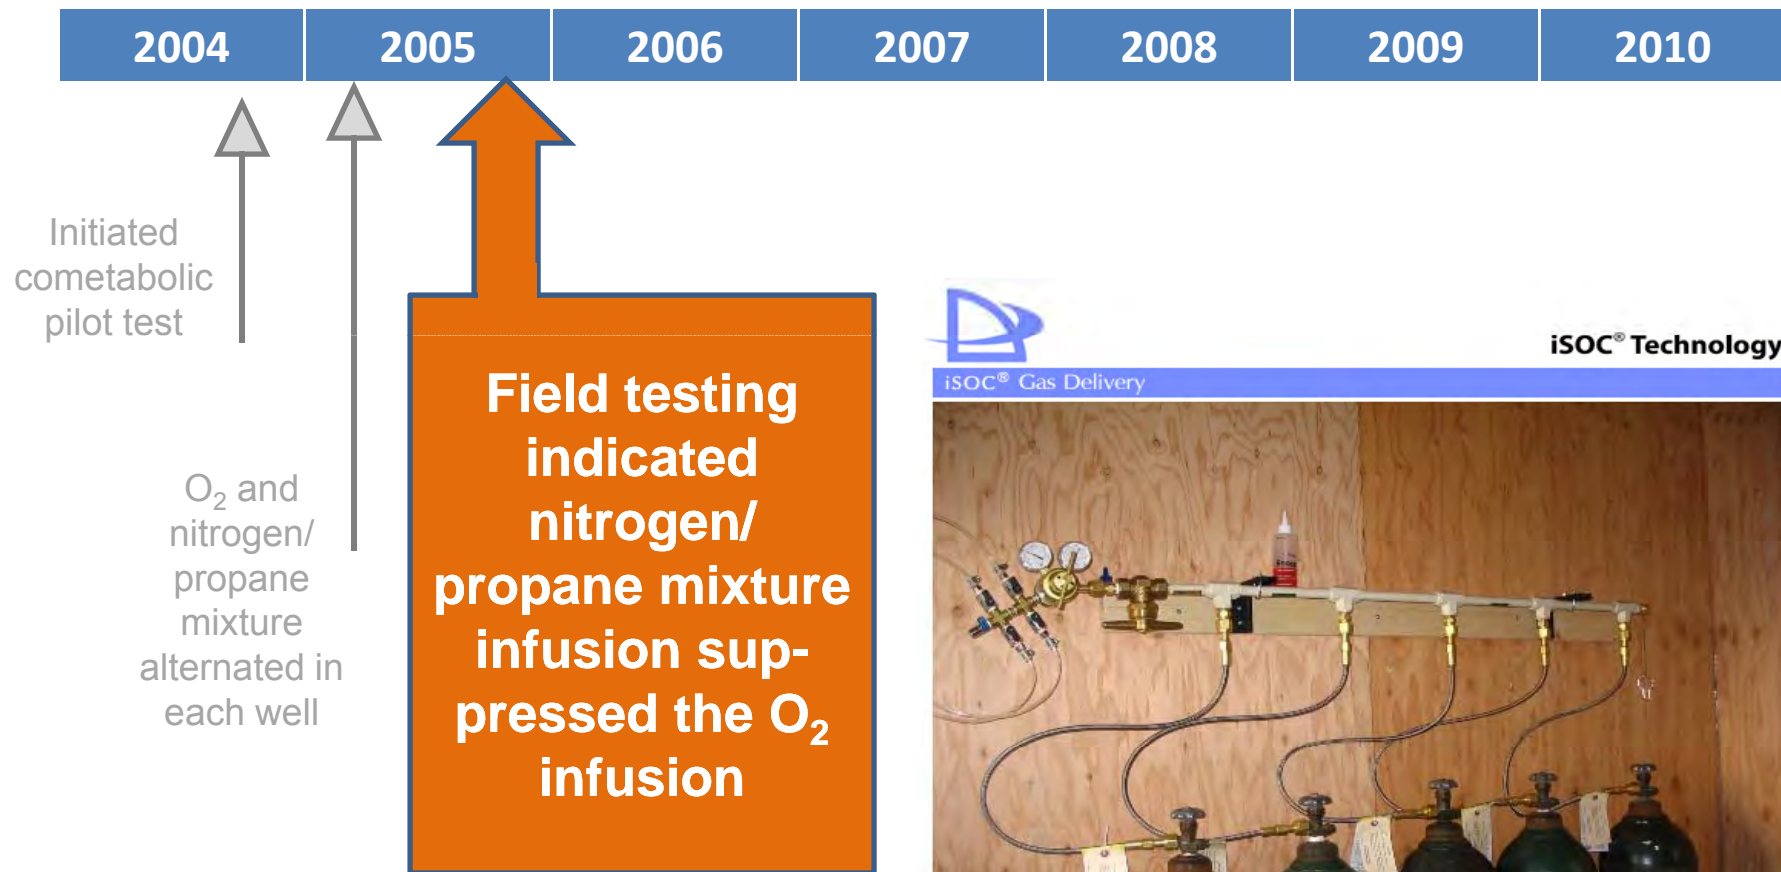 2004 2005 2006 2007 2008 2009 2010
Initiated
cometabolic
pilot test
O₂ and
nitrogen/
propane
mixture
alternated in
each well
Field testing
indicated
nitrogen/
propane mixture
infusion sup-
pressed the O₂
infusion
iSOC® Technology
iSOC® Gas Delivery